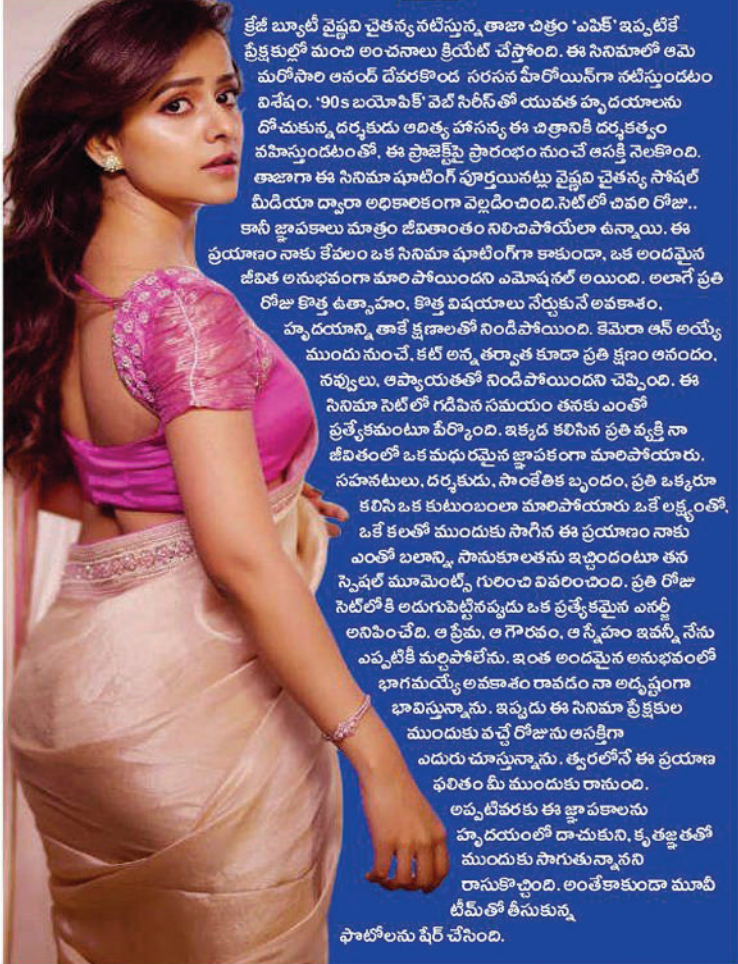 క్రేజీ బ్యూటీ వైష్ణవి చైతన్య నటిస్తున్న తాజా చిత్రం 'ఎపిక్' ఇప్పటికే
ప్రేక్షకుల్లో మంచి అంచనాలు క్రియేట్ చేస్తోంది. ఈ సినిమాలో ఆమె
మరోసారి ఆనంద్ దేవరకొండ సరసన హీరోయిన్‌గా నటిస్తుండటం
విశేషం. '90s బయోపిక్' వెబ్ సిరీస్‌తో యువత హృదయాలను
దోచుకున్న దర్శకుడు ఆదిత్య హాసన్య ఈ చిత్రానికి దర్శకత్వం
వహిస్తుండటంతో, ఈ ప్రాజెక్ట్‌పై ప్రారంభం నుంచే ఆసక్తి నెలకొంది.
తాజాగా ఈ సినిమా షూటింగ్ పూర్తయినట్లు వైష్ణవి చైతన్య సోషల్
మీడియా ద్వారా అధికారికంగా వెల్లడించింది.సెట్‌లో చివరి రోజు..
కానీ జ్ఞాపకాలు మాత్రం జీవితాంతం నిలిచిపోయేలా ఉన్నాయి. ఈ
ప్రయాణం నాకు కేవలం ఒక సినిమా షూటింగ్‌గా కాకుండా, ఒక అందమైన
జీవిత అనుభవంగా మారిపోయిందని ఎమోషనల్ అయింది. అలాగే ప్రతి
రోజు కొత్త ఉత్సాహం, కొత్త విషయాలు నేర్చుకునే అవకాశం,
హృదయాన్ని తాకే క్షణాలతో నిండిపోయింది. కెమెరా ఆన్ అయ్యే
ముందు నుంచే, కట్ అన్న తర్వాత కూడా ప్రతి క్షణం ఆనందం,
నవ్వులు, ఆప్యాయతతో నిండిపోయిందని చెప్పింది. ఈ
సినిమా సెట్‌లో గడిపిన సమయం తనకు ఎంతో
ప్రత్యేకమంటూ పేర్కొంది. ఇక్కడ కలిసిన ప్రతి వ్యక్తి నా
జీవితంలో ఒక మధురమైన జ్ఞాపకంగా మారిపోయారు.
సహనటులు, దర్శకుడు, సాంకేతిక బృందం, ప్రతి ఒక్కరూ
కలిసి ఒక కుటుంబంలా మారిపోయారు.ఒకే లక్ష్యంతో,
ఒకే కలతో ముందుకు సాగిన ఈ ప్రయాణం నాకు
ఎంతో బలాన్ని, సానుకూలతను ఇచ్చిందంటూ తన
స్పెషల్ మూమెంట్స్ గురించి వివరించింది. ప్రతి రోజు
సెట్‌లోకి అడుగుపెట్టినప్పుడు ఒక ప్రత్యేకమైన ఎనర్జీ
అనిపించేది. ఆ ప్రేమ, ఆ గౌరవం, ఆ స్నేహం ఇవన్నీ నేను
ఎప్పటికీ మర్చిపోలేను. ఇంత అందమైన అనుభవంలో
భాగమయ్యే అవకాశం రావడం నా అదృష్టంగా
భావిస్తున్నాను. ఇప్పుడు ఈ సినిమా ప్రేక్షకుల
ముందుకు వచ్చే రోజును ఆసక్తిగా
ఎదురుచూస్తున్నాను. త్వరలోనే ఈ ప్రయాణ
ఫలితం మీ ముందుకు రానుంది.
అప్పటివరకు ఈ జ్ఞాపకాలను
హృదయంలో దాచుకుని, కృతజ్ఞతతో
ముందుకు సాగుతున్నానని
రాసుకొచ్చింది. అంతేకాకుండా మూవీ
టీమ్‌తో తీసుకున్న
ఫొటోలను షేర్ చేసింది.